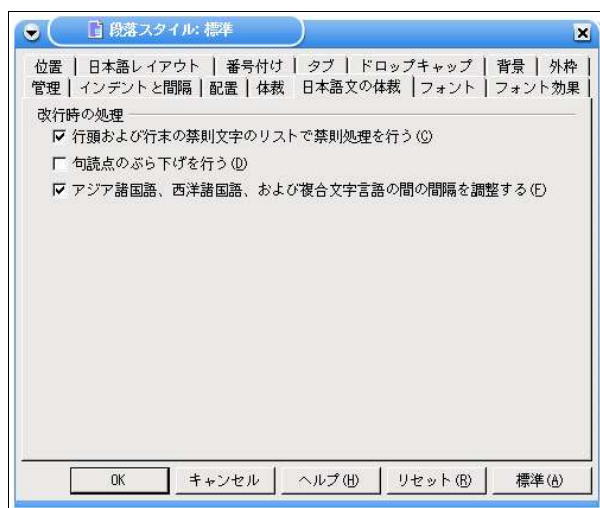 段落スタイル: 標準
位置 日本語レイアウト 番号付け タブ ドロップキャップ 背景 外枠
管理 インデントと間隔 配置 体裁 日本語文の体裁 フォント フォント効果
改行時の処理
行頭および行末の禁則文字のリストで禁則処理を行う(C)
句読点のぶら下げを行う(D)
アジア諸国語、西洋諸国語、および複合文字言語の間の間隔を調整する(F)
OK キャンセル ヘルプ(H) リセット(R) 標準(A)